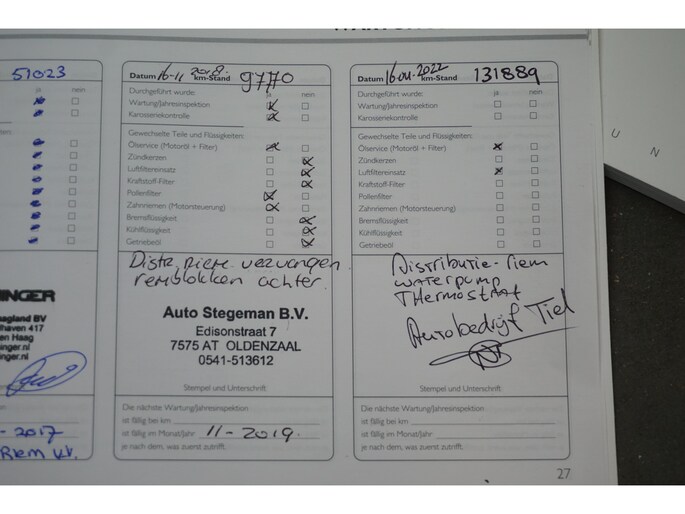 51023
ja nein
INGER
agland BV
lhaven 417
en Haag
inger.nl
inger.nl
- 2017
Riem v.v.
Datum 16-11 2018 km-Stand 97770
ja nein
Durchgeführt wurde:
Wartung/Jahresinspektion
Karosseriekontrolle
Gewechselte Teile und Flüssigkeiten:
Ölservice (Motoröl + Filter)
Zündkerzen
Luftfiltereinsatz
Kraftstoff-Filter
Pollenfilter
Zahnriemen (Motorsteuerung)
Bremsflüssigkeit
Kühlflüssigkeit
Getriebeöl
Distr. riem vervangen
remblokken achter.
Auto Stegeman B.V.
Edisonstraat 7
7575 AT OLDENZAAL
0541-513612
Stempel und Unterschrift
Die nächste Wartung/Jahresinspektion
ist fällig bei km
ist fällig im Monat/Jahr 11-2019.
je nach dem, was zuerst zutrifft.
Datum 16 04 2022 km-Stand 131889
Durchgeführt wurde: ja nein
Wartung/Jahresinspektion
Karosseriekontrolle
Gewechselte Teile und Flüssigkeiten:
Ölservice (Motoröl + Filter)
Zündkerzen
Luftfiltereinsatz
Kraftstoff-Filter
Pollenfilter
Zahnriemen (Motorsteuerung)
Bremsflüssigkeit
Kühlflüssigkeit
Getriebeöl
Distributie-riem
waterpump
Thermostaat
Autobedrijf Tiel
Stempel und Unterschrift
Die nächste Wartung/Jahresinspektion
ist fällig bei km
ist fällig im Monat/Jahr
je nach dem, was zuerst zutrifft.
27
U N